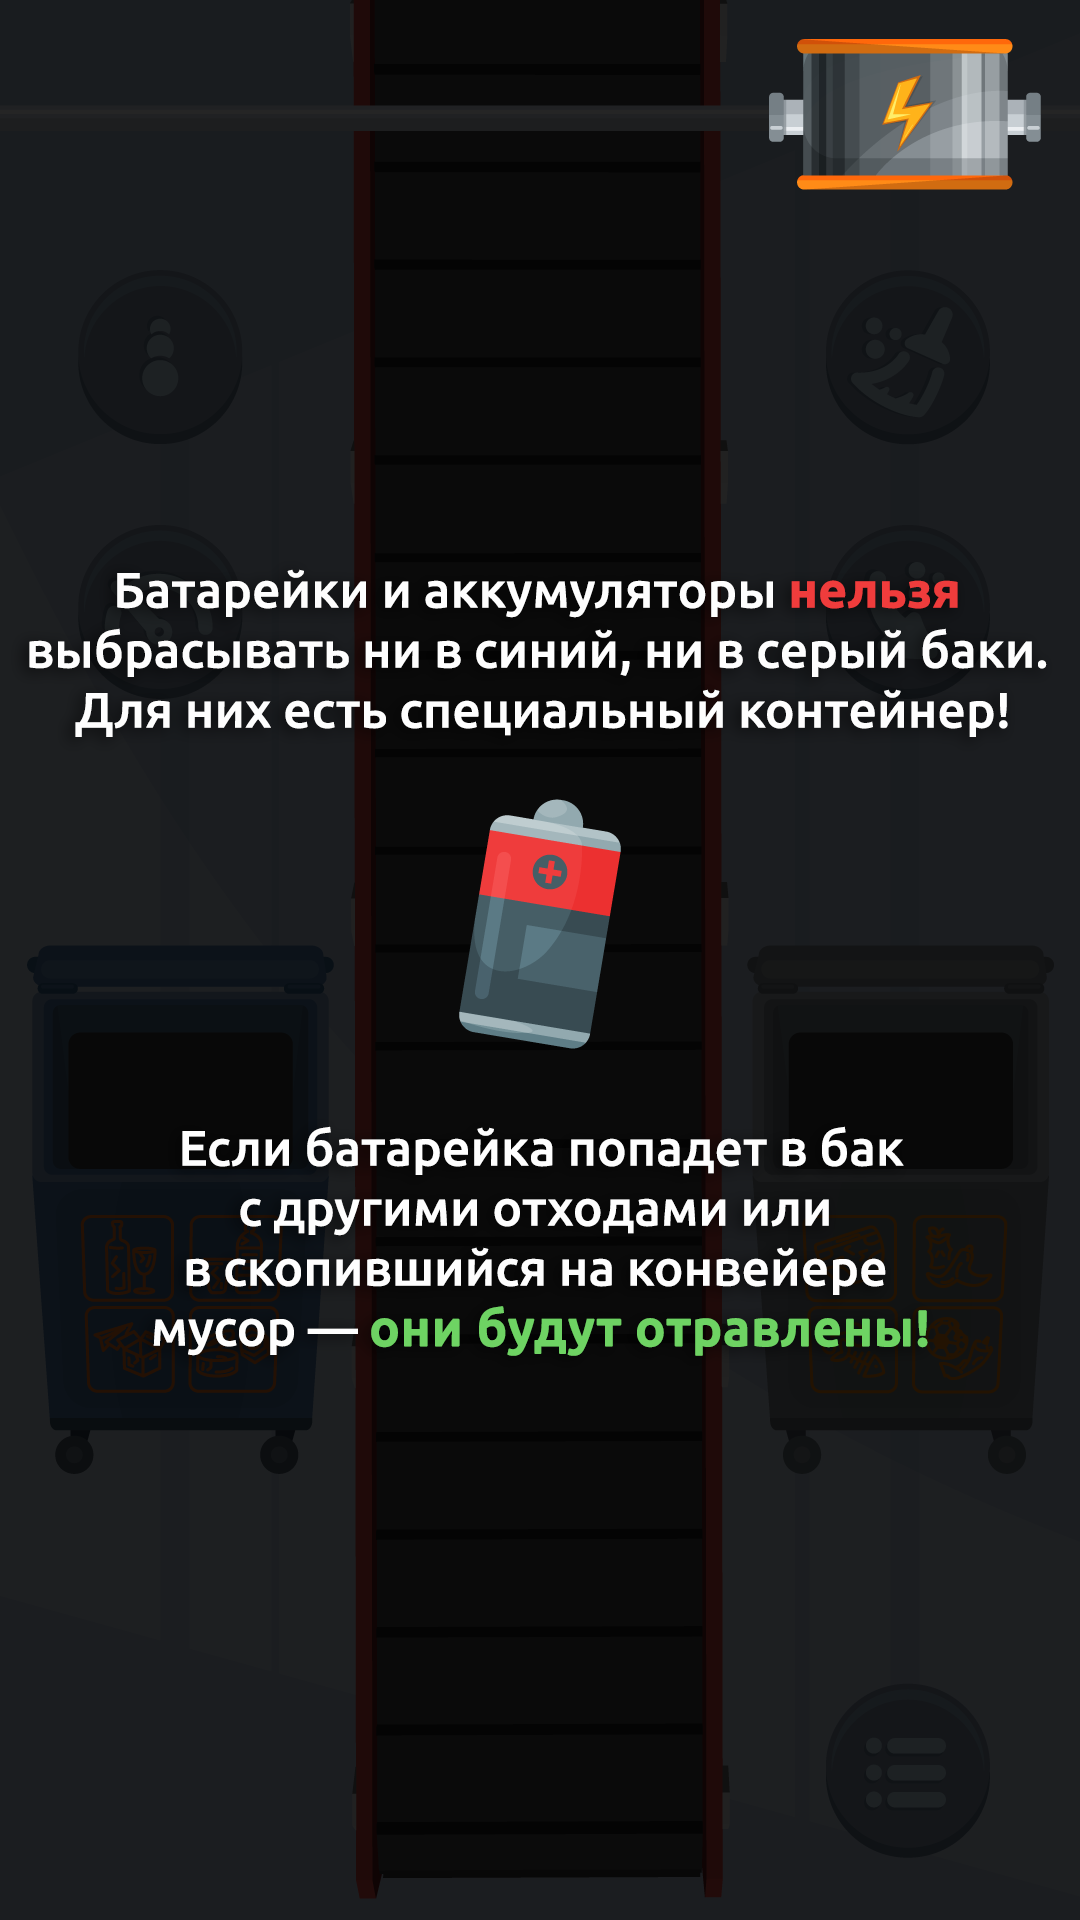 Батарейки и аккумуляторы нельзя
выбрасывать ни в синий, ни в серый баки.
Для них есть специальный контейнер!
Если батарейка попадет в бак
с другими отходами или
в скопившийся на конвейере
мусор — они будут отравлены!